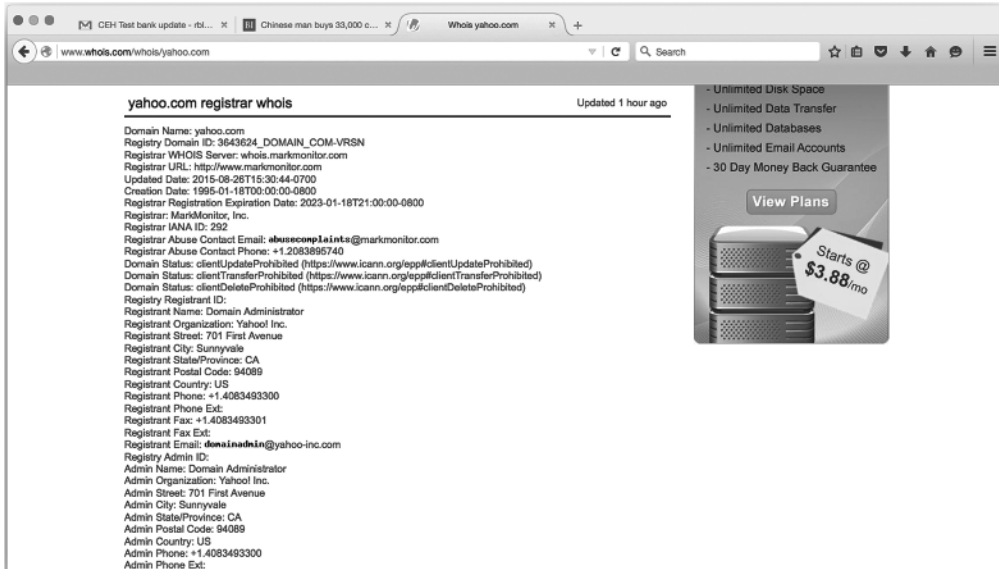 CEH Test bank update - rbl...
Chinese man buys 33,000 c...
Whois yahoo.com
www.whois.com/whois/yahoo.com
Search
yahoo.com registrar whois
Updated 1 hour ago
Domain Name: yahoo.com
Registry Domain ID: 3643624_DOMAIN_COM-VRSN
Registrar WHOIS Server: whois.markmonitor.com
Registrar URL: http://www.markmonitor.com
Updated Date: 2015-08-26T15:30:44-0700
Creation Date: 1995-01-18T00:00:00-0800
Registrar Registration Expiration Date: 2023-01-18T21:00:00-0800
Registrar: MarkMonitor, Inc.
Registrar IANA ID: 292
Registrar Abuse Contact Email: abusecomplaints@markmonitor.com
Registrar Abuse Contact Phone: +1.2083895740
Domain Status: clientUpdateProhibited (https://www.icann.org/epp#clientUpdateProhibited)
Domain Status: clientTransferProhibited (https://www.icann.org/epp#clientTransferProhibited)
Domain Status: clientDeleteProhibited (https://www.icann.org/epp#clientDeleteProhibited)
Registry Registrant ID:
Registrant Name: Domain Administrator
Registrant Organization: Yahoo! Inc.
Registrant Street: 701 First Avenue
Registrant City: Sunnyvale
Registrant State/Province: CA
Registrant Postal Code: 94089
Registrant Country: US
Registrant Phone: +1.4083493300
Registrant Phone Ext:
Registrant Fax: +1.4083493301
Registrant Fax Ext:
Registrant Email: domainadmin@yahoo-inc.com
Registry Admin ID:
Admin Name: Domain Administrator
Admin Organization: Yahoo! Inc.
Admin Street: 701 First Avenue
Admin City: Sunnyvale
Admin State/Province: CA
Admin Postal Code: 94089
Admin Country: US
Admin Phone: +1.4083493300
Admin Phone Ext:
- Unlimited Disk Space
- Unlimited Data Transfer
- Unlimited Databases
- Unlimited Email Accounts
- 30 Day Money Back Guarantee
View Plans
Starts @
$3.88/mo